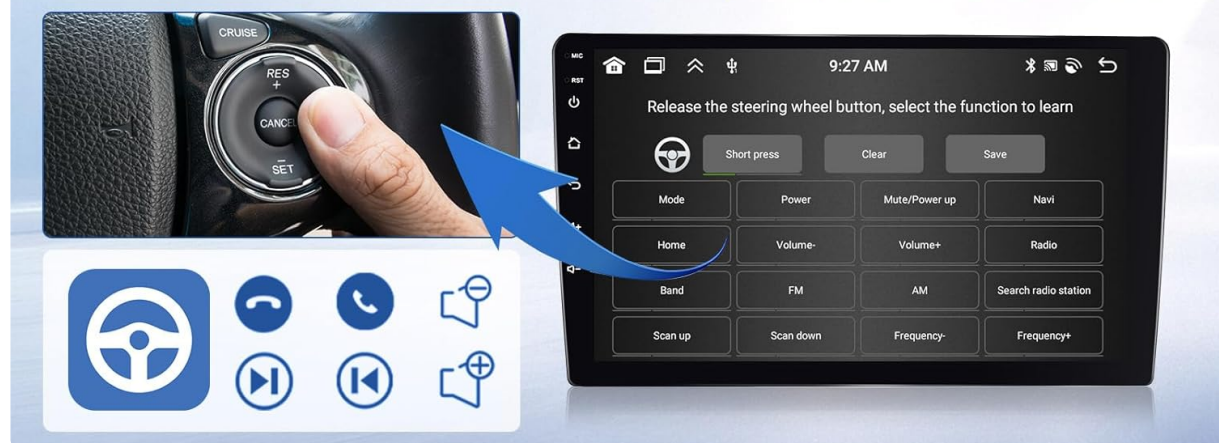 CRUISE
RES
+
CANCEL
−
SET
MIC
RST
9:27 AM
Release the steering wheel button, select the function to learn
Short press
Clear
Save
Mode
Power
Mute/Power up
Navi
Home
Volume-
Volume+
Radio
Band
FM
AM
Search radio station
Scan up
Scan down
Frequency-
Frequency+